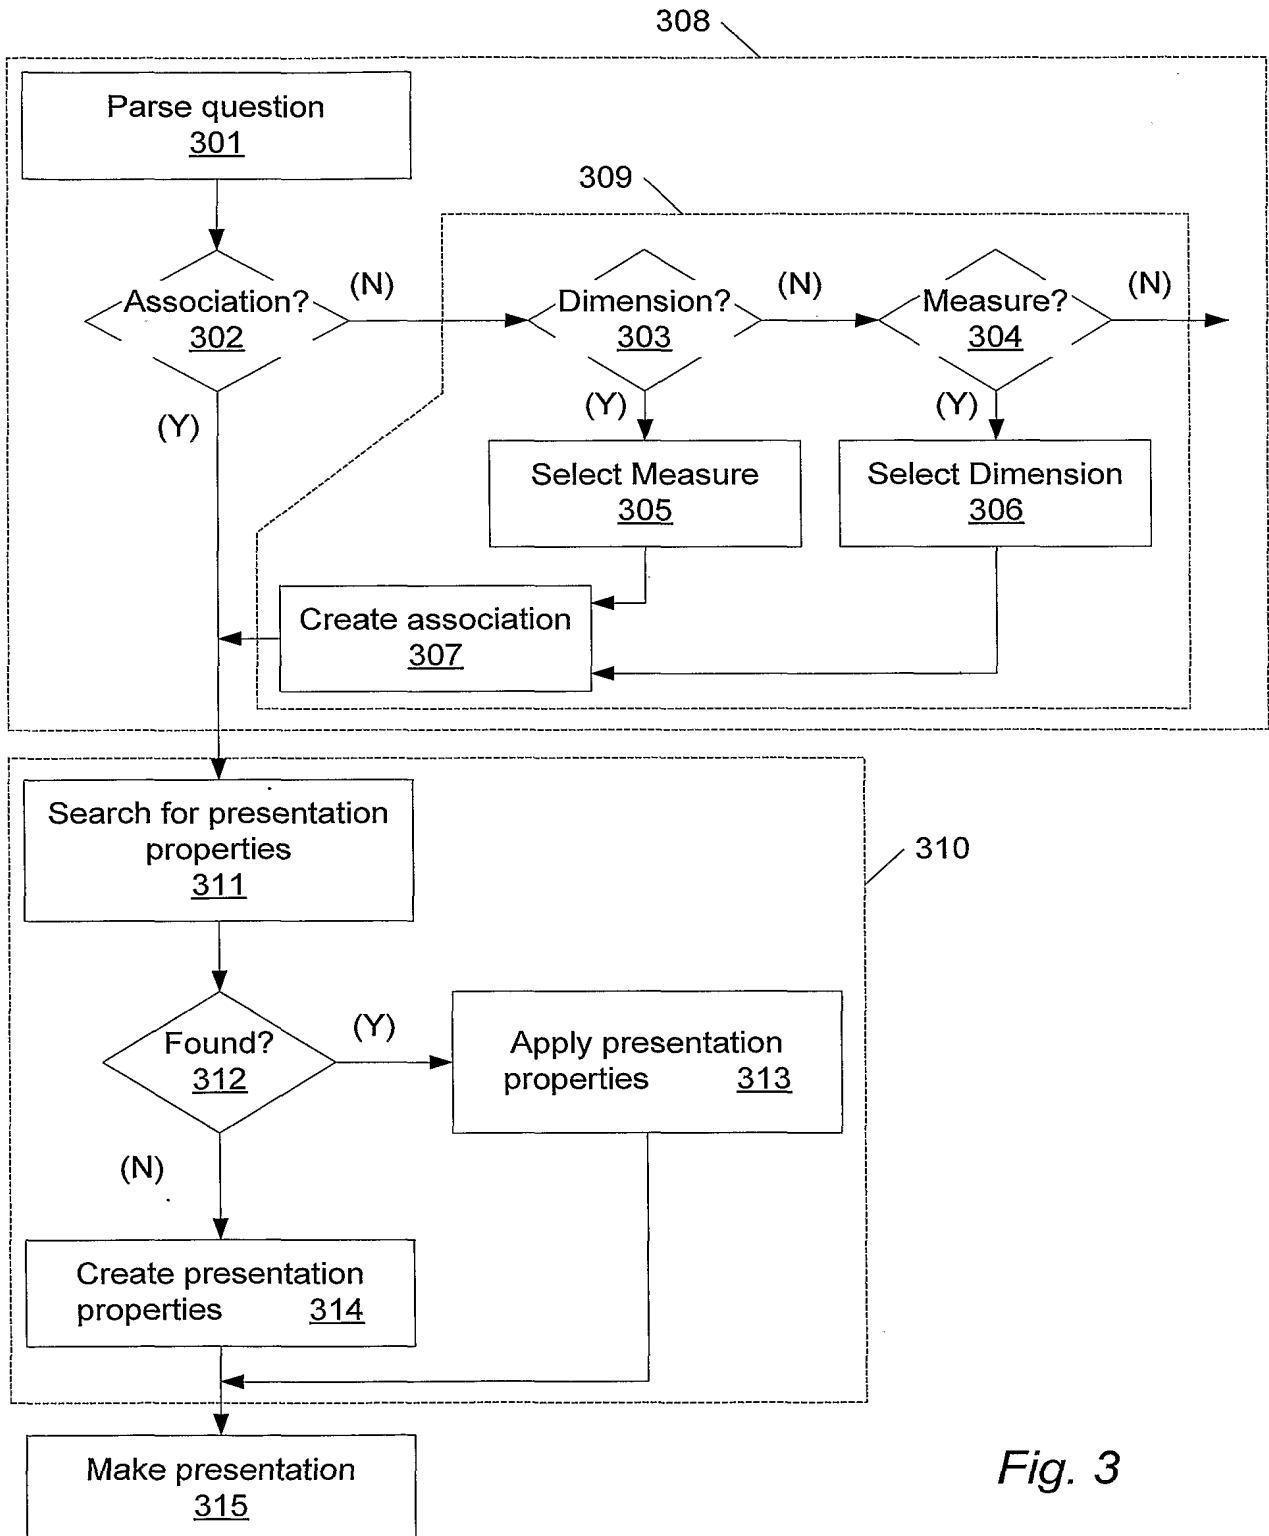 308
Parse question
301
309
Association?
302
(N)
Dimension?
303
(N)
Measure?
304
(N)
(Y)
(Y)
(Y)
Select Measure
305
Select Dimension
306
Create association
307
Search for presentation
properties
311
310
Found?
312
(Y)
Apply presentation
properties 313
(N)
Create presentation
properties 314
Make presentation
315
Fig. 3